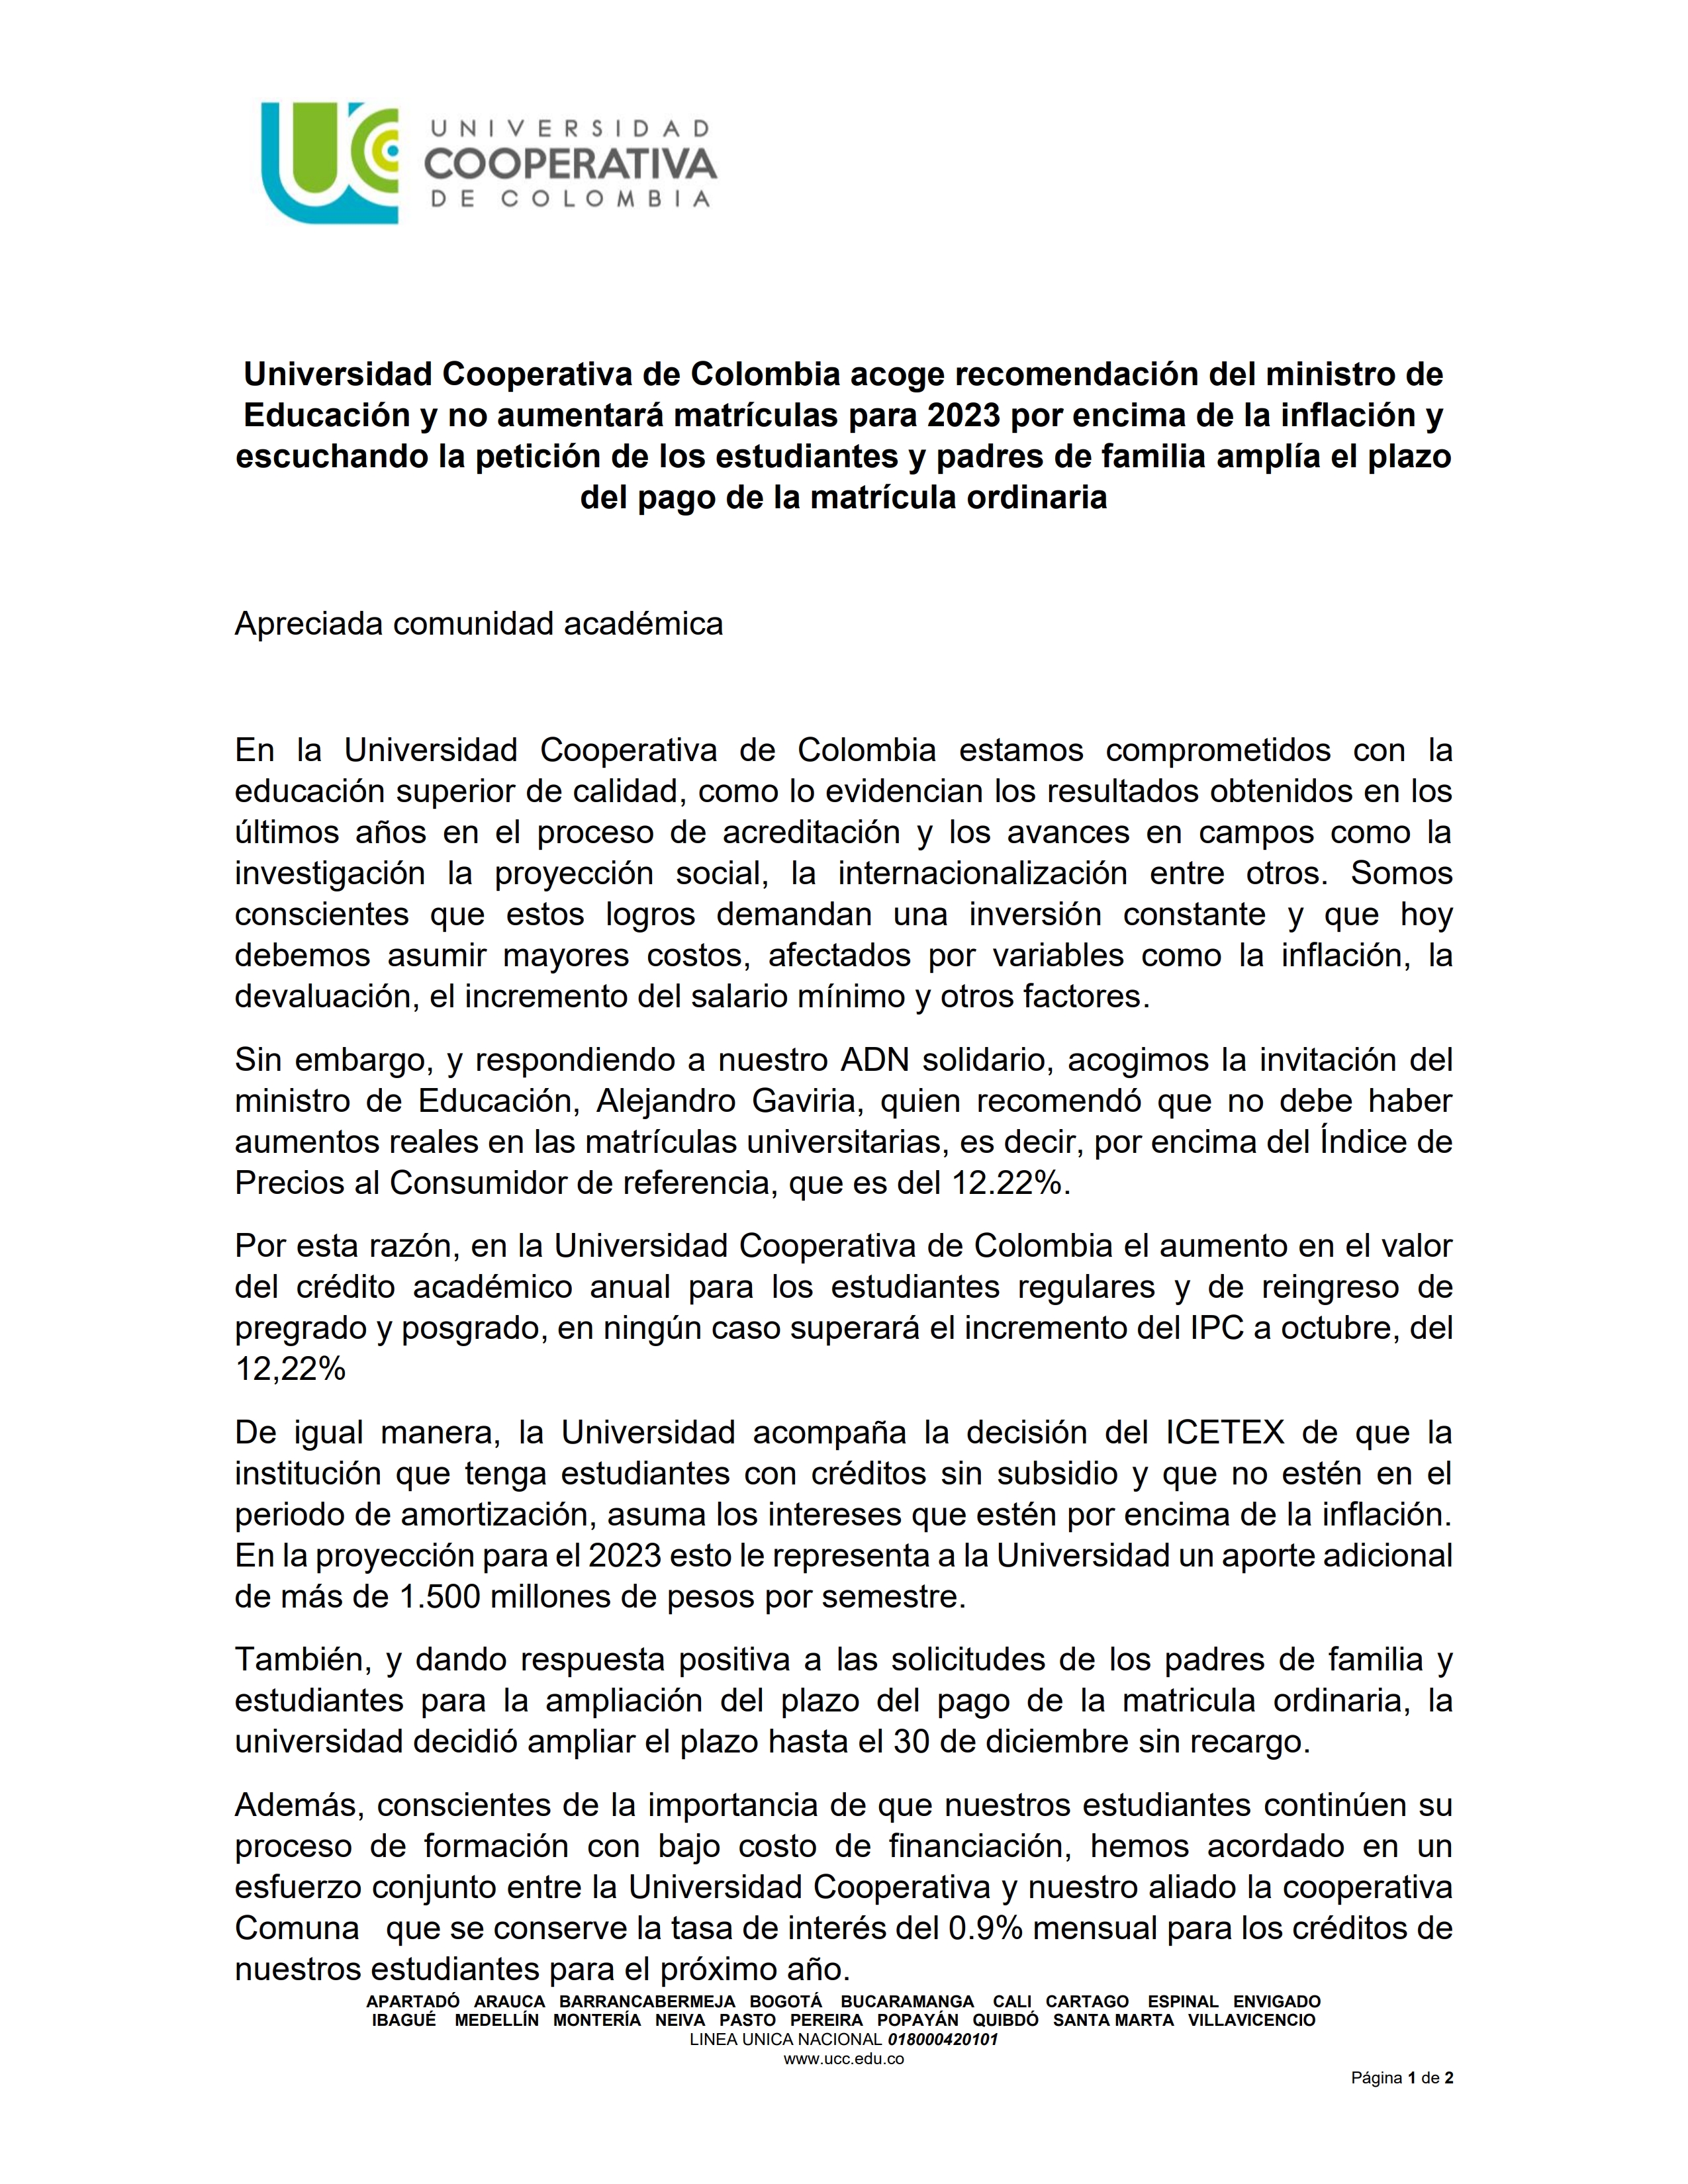 UNIVERSIDAD
COOPERATIVA
DE COLOMBIA
Universidad Cooperativa de Colombia acoge recomendación del ministro de
Educación y no aumentará matrículas para 2023 por encima de la inflación y
escuchando la petición de los estudiantes y padres de familia amplía el plazo
del pago de la matrícula ordinaria
Apreciada comunidad académica
En la Universidad Cooperativa de Colombia estamos comprometidos con la
educación superior de calidad, como lo evidencian los resultados obtenidos en los
últimos años en el proceso de acreditación y los avances en campos como la
investigación la proyección social, la internacionalización entre otros. Somos
conscientes que estos logros demandan una inversión constante y que hoy
debemos asumir mayores costos, afectados por variables como la inflación, la
devaluación, el incremento del salario mínimo y otros factores.
Sin embargo, y respondiendo a nuestro ADN solidario, acogimos la invitación del
ministro de Educación, Alejandro Gaviria, quien recomendó que no debe haber
aumentos reales en las matrículas universitarias, es decir, por encima del Índice de
Precios al Consumidor de referencia, que es del 12.22%.
Por esta razón, en la Universidad Cooperativa de Colombia el aumento en el valor
del crédito académico anual para los estudiantes regulares y de reingreso de
pregrado y posgrado, en ningún caso superará el incremento del IPC a octubre, del
12,22%
De igual manera, la Universidad acompaña la decisión del ICETEX de que la
institución que tenga estudiantes con créditos sin subsidio y que no estén en el
periodo de amortización, asuma los intereses que estén por encima de la inflación.
En la proyección para el 2023 esto le representa a la Universidad un aporte adicional
de más de 1.500 millones de pesos por semestre.
También, y dando respuesta positiva a las solicitudes de los padres de familia y
estudiantes para la ampliación del plazo del pago de la matricula ordinaria, la
universidad decidió ampliar el plazo hasta el 30 de diciembre sin recargo.
Además, conscientes de la importancia de que nuestros estudiantes continúen su
proceso de formación con bajo costo de financiación, hemos acordado en un
esfuerzo conjunto entre la Universidad Cooperativa y nuestro aliado la cooperativa
Comuna que se conserve la tasa de interés del 0.9% mensual para los créditos de
nuestros estudiantes para el próximo año.
APARTADÓ ARAUCA BARRANCABERMEJA BOGOTÁ BUCARAMANGA CALI CARTAGO ESPINAL ENVIGADO
IBAGUÉ MEDELLÍN MONTERÍA NEIVA PASTO PEREIRA POPAYÁN QUIBDÓ SANTA MARTA VILLAVICENCIO
LINEA UNICA NACIONAL 018000420101
www.ucc.edu.co
Página 1 de 2